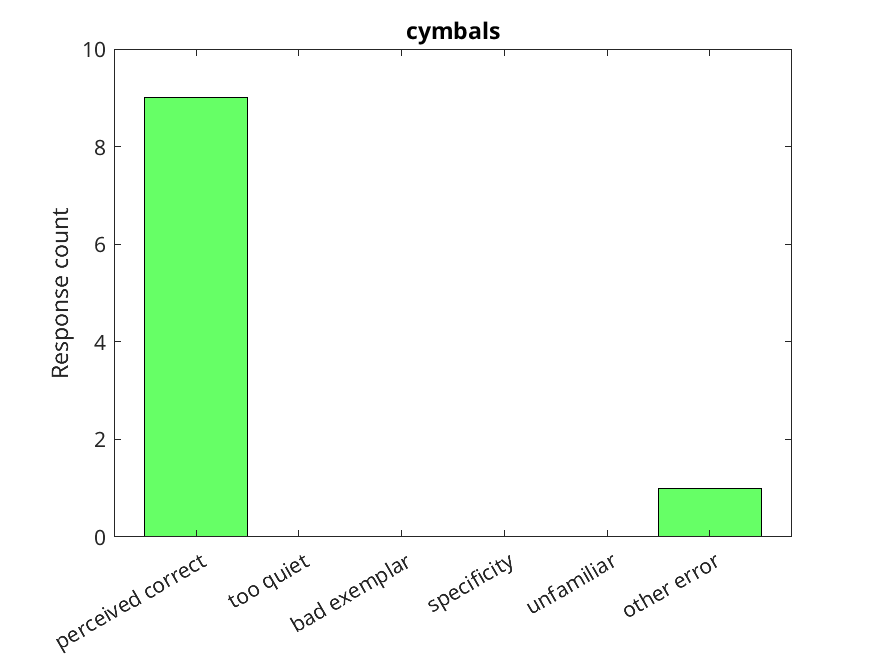 cymbals
10
8
6
4
2
0
Response count
perceived correct
too quiet
bad exemplar
specificity
unfamiliar
other error